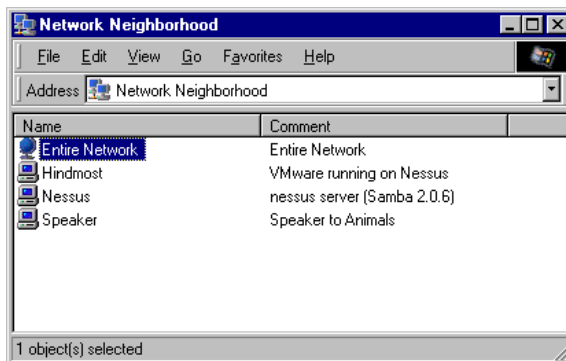 Network Neighborhood
File Edit View Go Favorites Help
Address Network Neighborhood
Name Comment
Entire Network Entire Network
Hindmost VMware running on Nessus
Nessus nessus server (Samba 2.0.6)
Speaker Speaker to Animals
1 object(s) selected